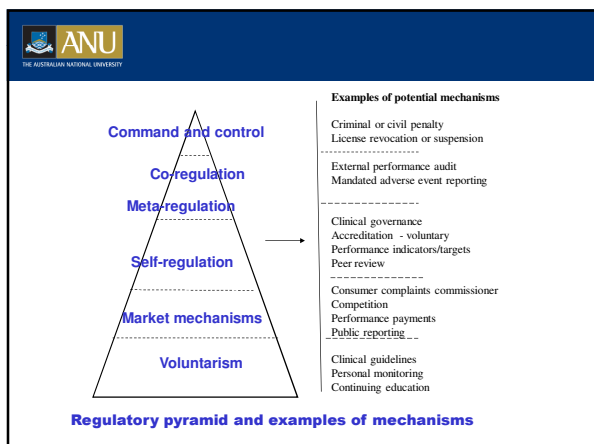 ANU
THE AUSTRALIAN NATIONAL UNIVERSITY
Command and control
Co-regulation
Meta-regulation
Self-regulation
Market mechanisms
Voluntarism
Examples of potential mechanisms
Criminal or civil penalty
License revocation or suspension
External performance audit
Mandated adverse event reporting
Clinical governance
Accreditation - voluntary
Performance indicators/targets
Peer review
Consumer complaints commissioner
Competition
Performance payments
Public reporting
Clinical guidelines
Personal monitoring
Continuing education
Regulatory pyramid and examples of mechanisms